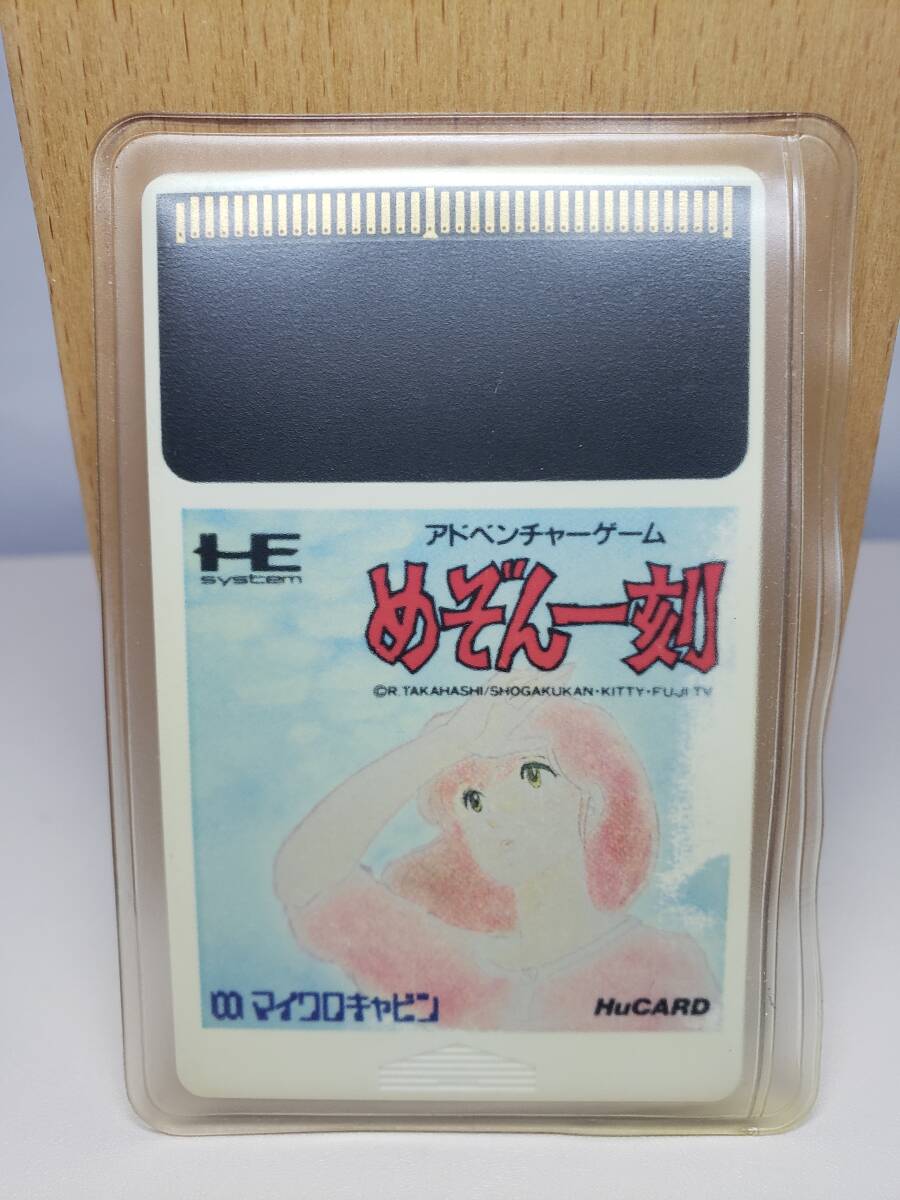 HE
system
アドベンチャーゲーム
めぞん一刻
©R.TAKAHASHI/SHOGAKUKAN・KITTY・FUJI TV
マイクロキャビン
HuCARD